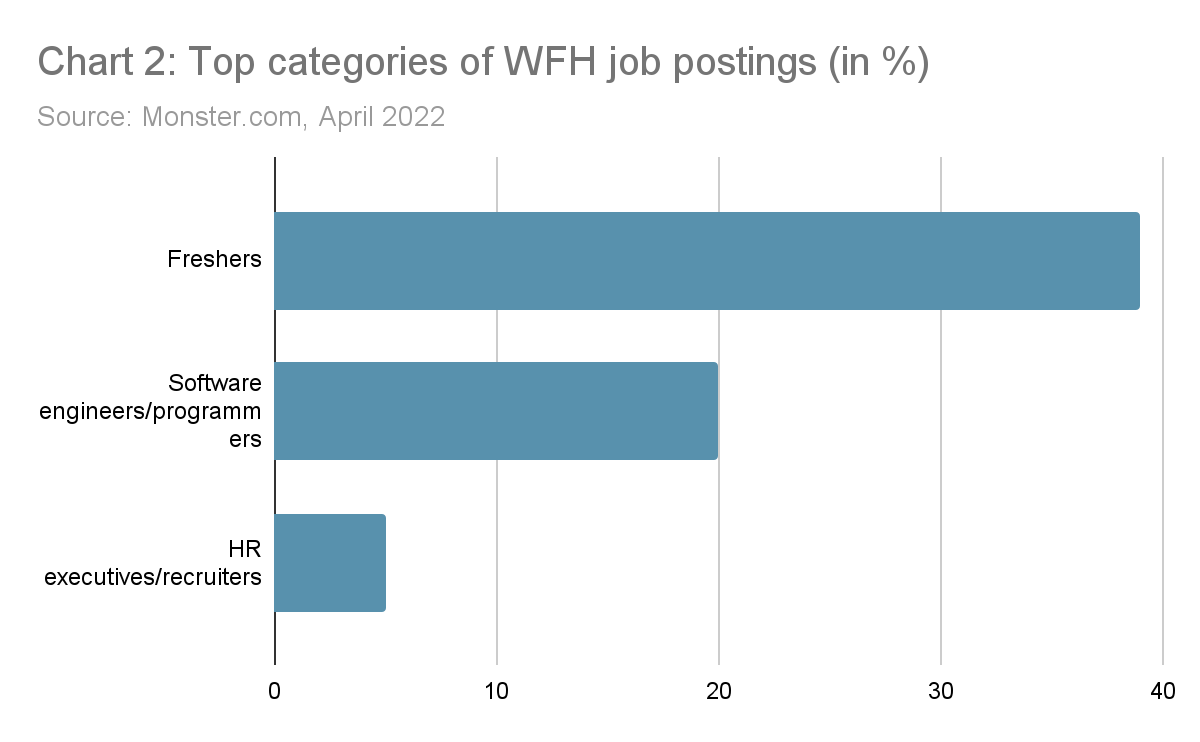 Chart 2: Top categories of WFH job postings (in %)
Source: Monster.com, April 2022
Freshers
Software
engineers/programm
ers
HR
executives/recruiters
0 10 20 30 40